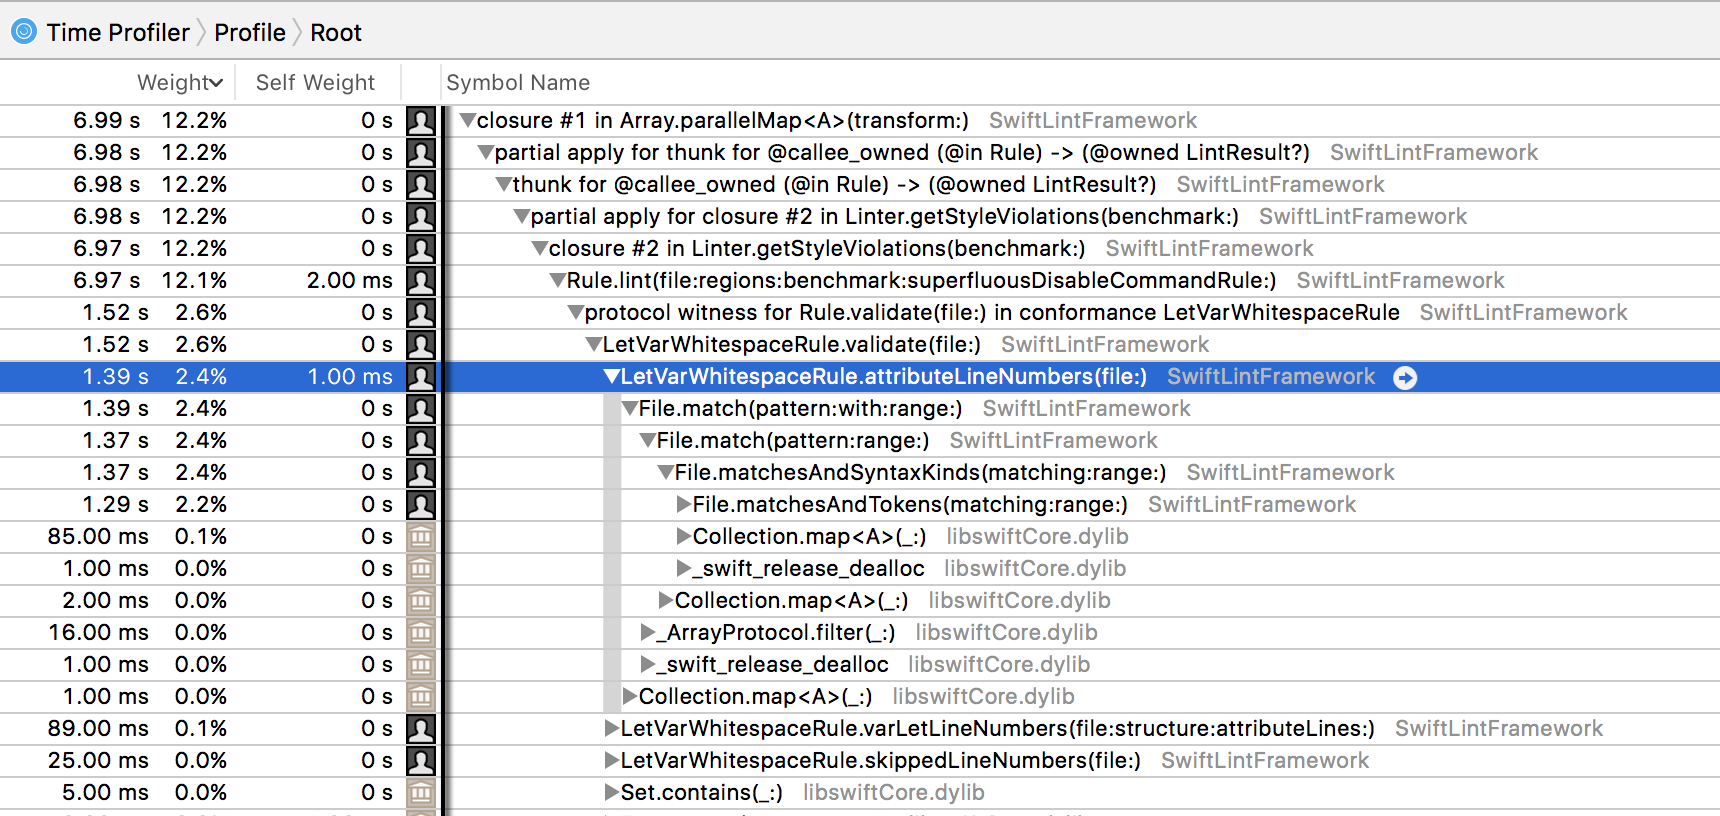 Time Profiler Profile Root
Weight Self Weight Symbol Name
6.99 s 12.2% 0 s closure #1 in Array.parallelMap<A>(transform:) SwiftLintFramework
6.98 s 12.2% 0 s partial apply for thunk for @callee_owned (@in Rule) -> (@owned LintResult?) SwiftLintFramework
6.98 s 12.2% 0 s thunk for @callee_owned (@in Rule) -> (@owned LintResult?) SwiftLintFramework
6.98 s 12.2% 0 s partial apply for closure #2 in Linter.getStyleViolations(benchmark:) SwiftLintFramework
6.97 s 12.2% 0 s closure #2 in Linter.getStyleViolations(benchmark:) SwiftLintFramework
6.97 s 12.1% 2.00 ms Rule.lint(file:regions:benchmark:superfluousDisableCommandRule:) SwiftLintFramework
1.52 s 2.6% 0 s protocol witness for Rule.validate(file:) in conformance LetVarWhitespaceRule SwiftLintFramework
1.52 s 2.6% 0 s LetVarWhitespaceRule.validate(file:) SwiftLintFramework
1.39 s 2.4% 1.00 ms LetVarWhitespaceRule.attributeLineNumbers(file:) SwiftLintFramework
1.39 s 2.4% 0 s File.match(pattern:with:range:) SwiftLintFramework
1.37 s 2.4% 0 s File.match(pattern:range:) SwiftLintFramework
1.37 s 2.4% 0 s File.matchesAndSyntaxKinds(matching:range:) SwiftLintFramework
1.29 s 2.2% 0 s File.matchesAndTokens(matching:range:) SwiftLintFramework
85.00 ms 0.1% 0 s Collection.map<A>(_:) libswiftCore.dylib
1.00 ms 0.0% 0 s _swift_release_dealloc libswiftCore.dylib
2.00 ms 0.0% 0 s Collection.map<A>(_:) libswiftCore.dylib
16.00 ms 0.0% 0 s _ArrayProtocol.filter(_:) libswiftCore.dylib
1.00 ms 0.0% 0 s _swift_release_dealloc libswiftCore.dylib
1.00 ms 0.0% 0 s Collection.map<A>(_:) libswiftCore.dylib
89.00 ms 0.1% 0 s LetVarWhitespaceRule.varLetLineNumbers(file:structure:attributeLines:) SwiftLintFramework
25.00 ms 0.0% 0 s LetVarWhitespaceRule.skippedLineNumbers(file:) SwiftLintFramework
5.00 ms 0.0% 0 s Set.contains(_:) libswiftCore.dylib